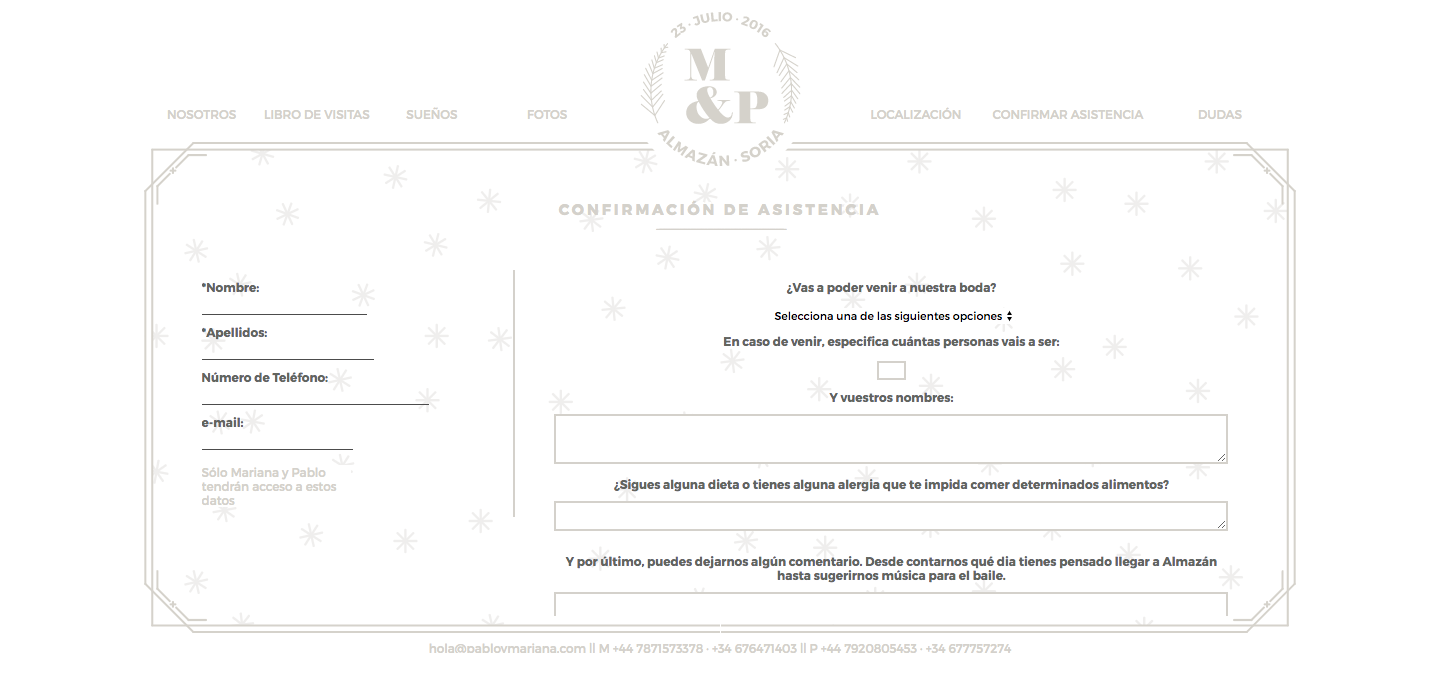 23 · JULIO · 2016
M
&P
ALMAZÁN · SORIA
NOSOTROS
LIBRO DE VISITAS
SUEÑOS
FOTOS
LOCALIZACIÓN
CONFIRMAR ASISTENCIA
DUDAS
CONFIRMACIÓN DE ASISTENCIA
*Nombre:
*Apellidos:
Número de Teléfono:
e-mail:
Sólo Mariana y Pablo
tendrán acceso a estos
datos
¿Vas a poder venir a nuestra boda?
Selecciona una de las siguientes opciones
En caso de venir, especifica cuántas personas vais a ser:
Y vuestros nombres:
¿Sigues alguna dieta o tienes alguna alergia que te impida comer determinados alimentos?
Y por último, puedes dejarnos algún comentario. Desde contarnos qué dia tienes pensado llegar a Almazán
hasta sugerirnos música para el baile.
hola@pabloymariana.com || M +44 7871573378 · +34 676471403 || P +44 7920805453 · +34 677757274